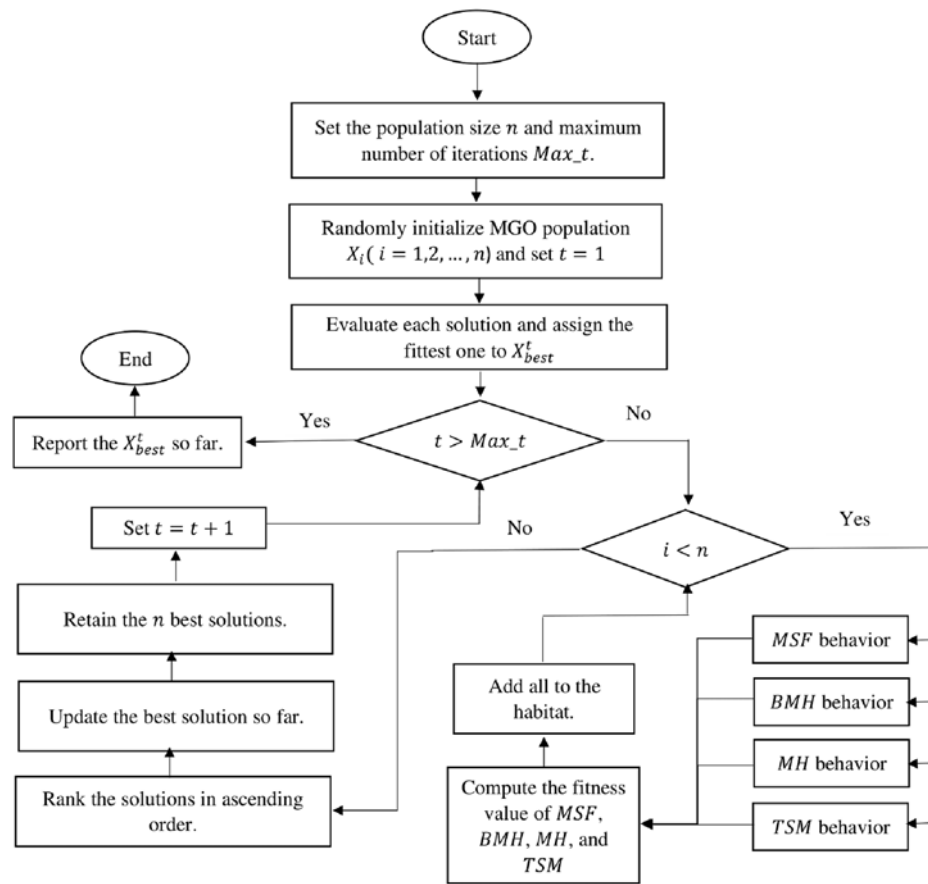 Start
Set the population size n and maximum
number of iterations Max_t.
Randomly initialize MGO population
X_i( i = 1,2, … , n) and set t = 1
Evaluate each solution and assign the
fittest one to X_best^t
End
Yes
No
Report the X_best^t so far.
t > Max_t
Set t = t + 1
No
Yes
i < n
Retain the n best solutions.
MSF behavior
Add all to the
habitat.
BMH behavior
Update the best solution so far.
MH behavior
Rank the solutions in ascending
order.
Compute the fitness
value of MSF,
BMH, MH, and
TSM
TSM behavior